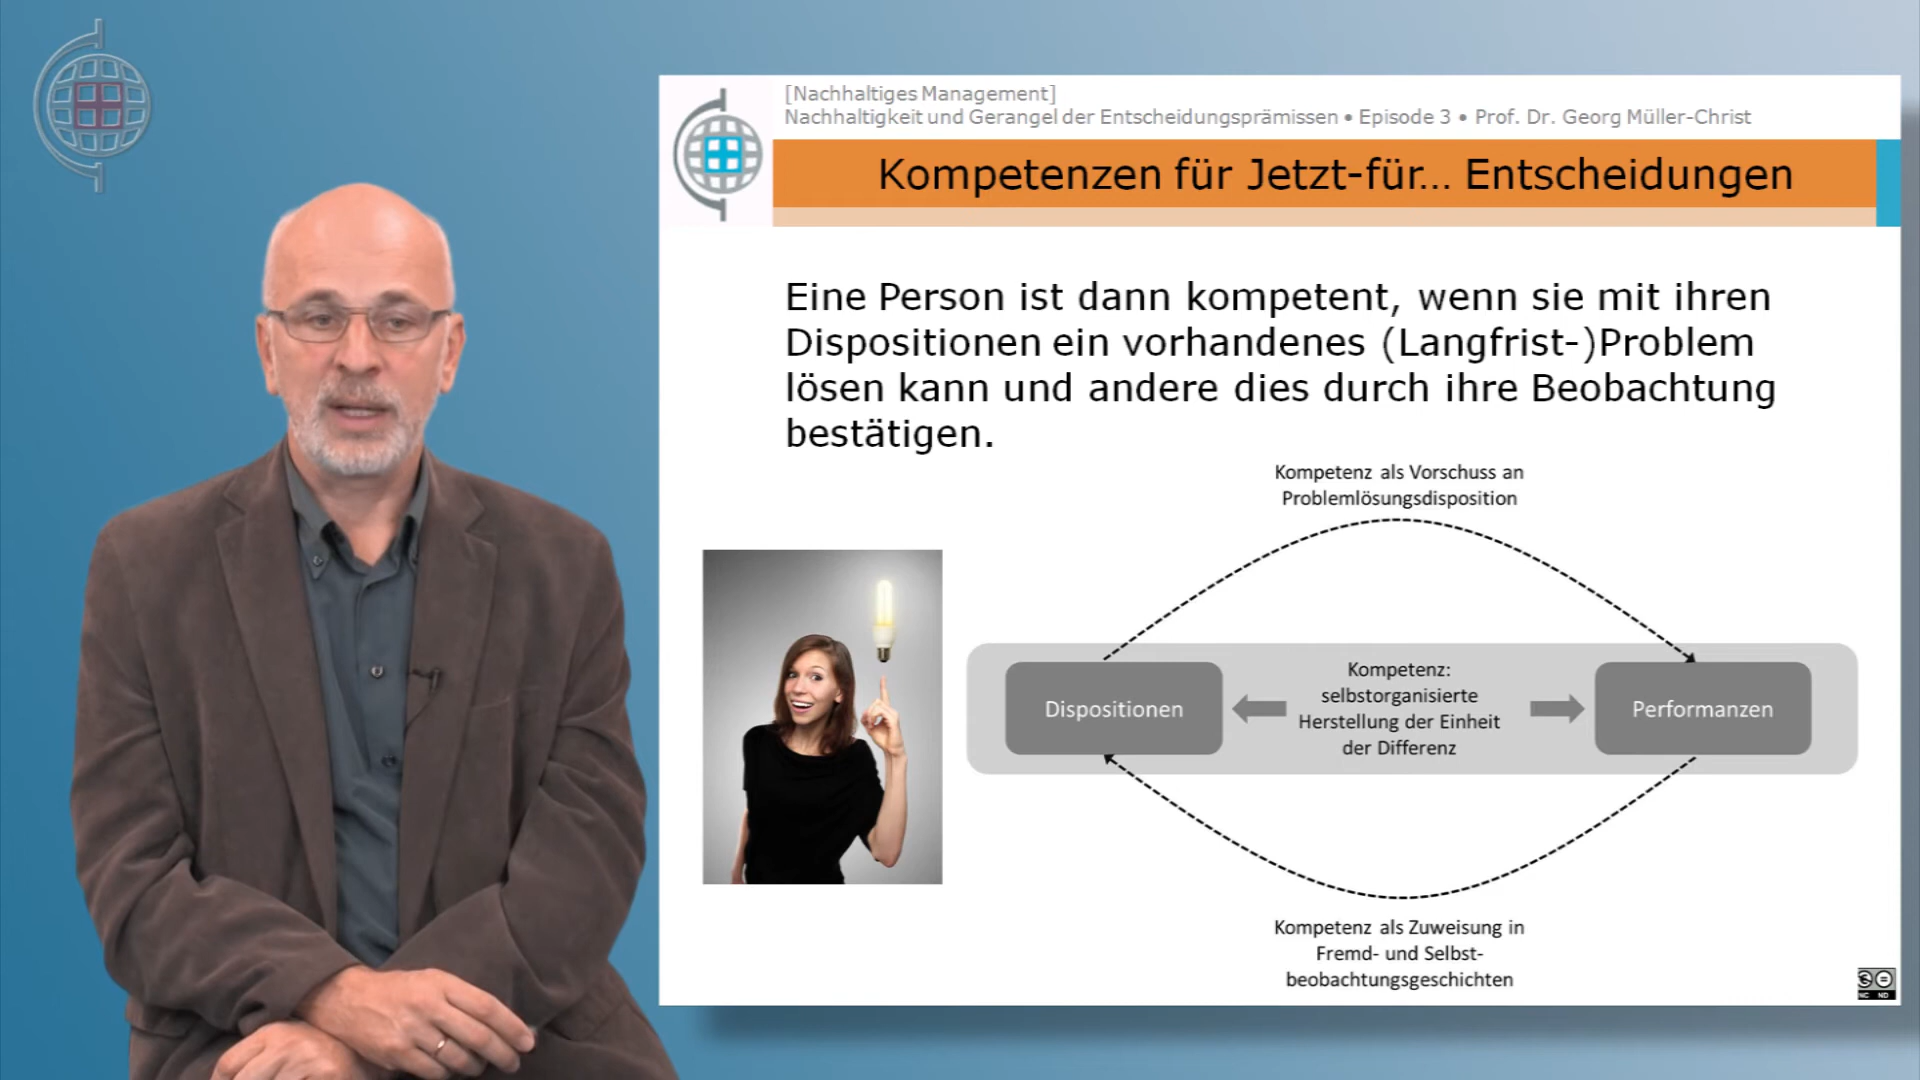 [Nachhaltiges Management]
Nachhaltigkeit und Gerangel der Entscheidungsprämissen • Episode 3 • Prof. Dr. Georg Müller-Christ
Kompetenzen für Jetzt-für... Entscheidungen
Eine Person ist dann kompetent, wenn sie mit ihren
Dispositionen ein vorhandenes (Langfrist-)Problem
lösen kann und andere dies durch ihre Beobachtung
bestätigen.
Kompetenz als Vorschuss an
Problemlösungsdisposition
Dispositionen
Kompetenz:
selbstorganisierte
Herstellung der Einheit
der Differenz
Performanzen
Kompetenz als Zuweisung in
Fremd- und Selbst-
beobachtungsgeschichten
NC ND